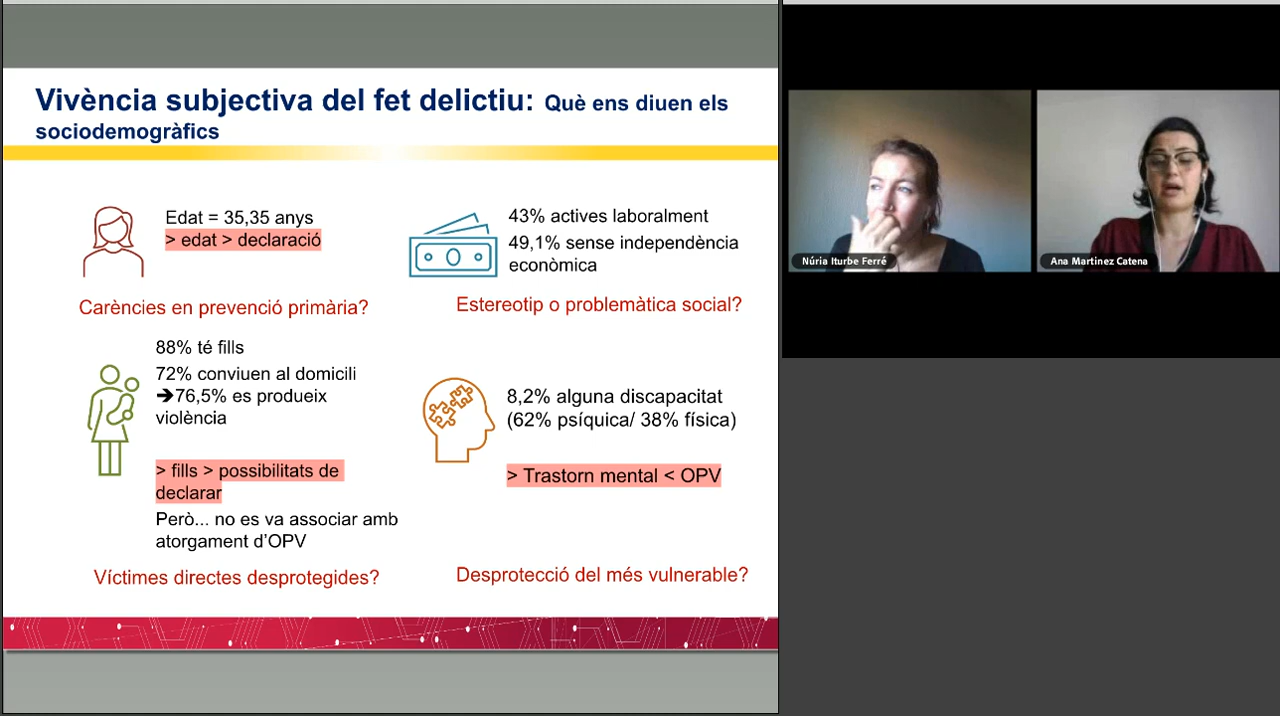 Vivència subjectiva del fet delictiu: Què ens diuen els
sociodemogràfics
Edat = 35,35 anys
> edat > declaració
Carències en prevenció primària?
43% actives laboralment
49,1% sense independència
econòmica
Estereotip o problemàtica social?
88% té fills
72% conviuen al domicili
➔76,5% es produeix
violència
> fills > possibilitats de
declarar
Però... no es va associar amb
atorgament d’OPV
Víctimes directes desprotegides?
8,2% alguna discapacitat
(62% psíquica/ 38% física)
> Trastorn mental < OPV
Desprotecció del més vulnerable?
Núria Iturbe Ferré
Ana Martinez Catena